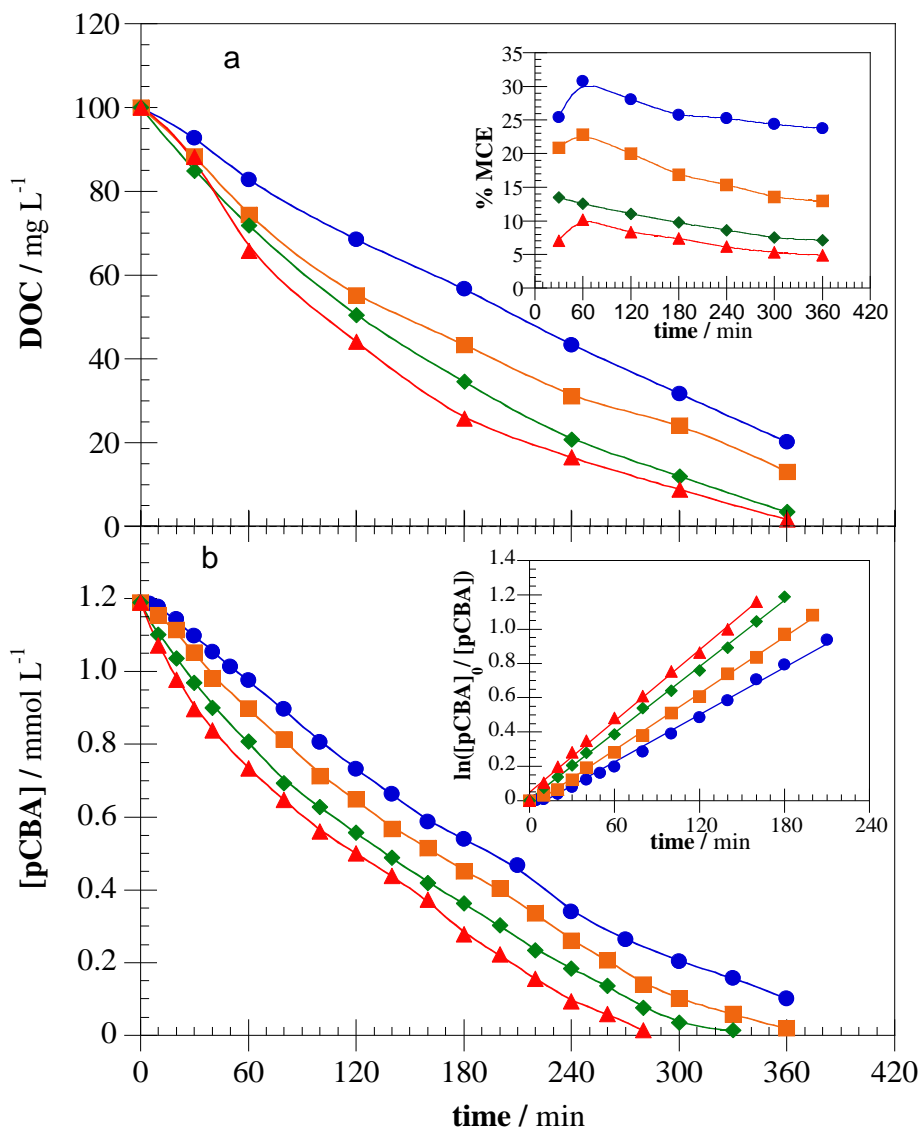 a
DOC / mg L⁻¹
120
100
80
60
40
20
0
% MCE
35
30
25
20
15
10
5
0
0 60 120 180 240 300 360 420
time / min
b
[pCBA] / mmol L⁻¹
1.2
1.0
0.8
0.6
0.4
0.2
0
ln([pCBA]₀/ [pCBA])
1.4
1.2
1.0
0.8
0.6
0.4
0.2
0
0 60 120 180 240
time / min
0 60 120 180 240 300 360 420
time / min